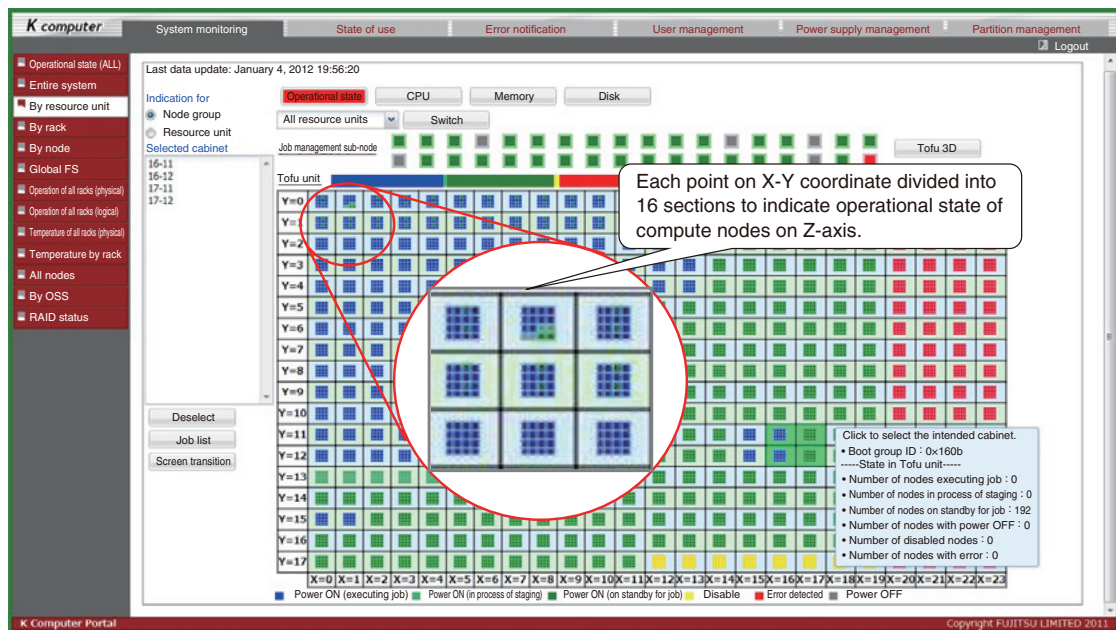 K computer
System monitoring
State of use
Error notification
User management
Power supply management
Partition management
Logout
Operational state (ALL)
Entire system
By resource unit
By rack
By node
Global FS
Operation of all racks (physical)
Operation of all racks (logical)
Temperature of all racks (physical)
Temperature by rack
All nodes
By OSS
RAID status
Last data update: January 4, 2012 19:56:20
Indication for
Node group
Resource unit
Selected cabinet
16-11
16-12
17-11
17-12
Deselect
Job list
Screen transition
Operational state
CPU
Memory
Disk
All resource units
Switch
Job management sub-node
Tofu 3D
Tofu unit
Each point on X-Y coordinate divided into
16 sections to indicate operational state of
compute nodes on Z-axis.
Y=0
Y=1
Y=2
Y=3
Y=4
Y=5
Y=6
Y=7
Y=8
Y=9
Y=10
Y=11
Y=12
Y=13
Y=14
Y=15
Y=16
Y=17
Click to select the intended cabinet.
• Boot group ID : 0×160b
-----State in Tofu unit-----
• Number of nodes executing job : 0
• Number of nodes in process of staging : 0
• Number of nodes on standby for job : 192
• Number of nodes with power OFF : 0
• Number of disabled nodes : 0
• Number of nodes with error : 0
X=0 X=1 X=2 X=3 X=4 X=5 X=6 X=7 X=8 X=9 X=10 X=11 X=12 X=13 X=14 X=15 X=16 X=17 X=18 X=19 X=20 X=21 X=22 X=23
Power ON (executing job) Power ON (in process of staging) Power ON (on standby for job) Disable Error detected Power OFF
K Computer Portal
Copyright FUJITSU LIMITED 2011